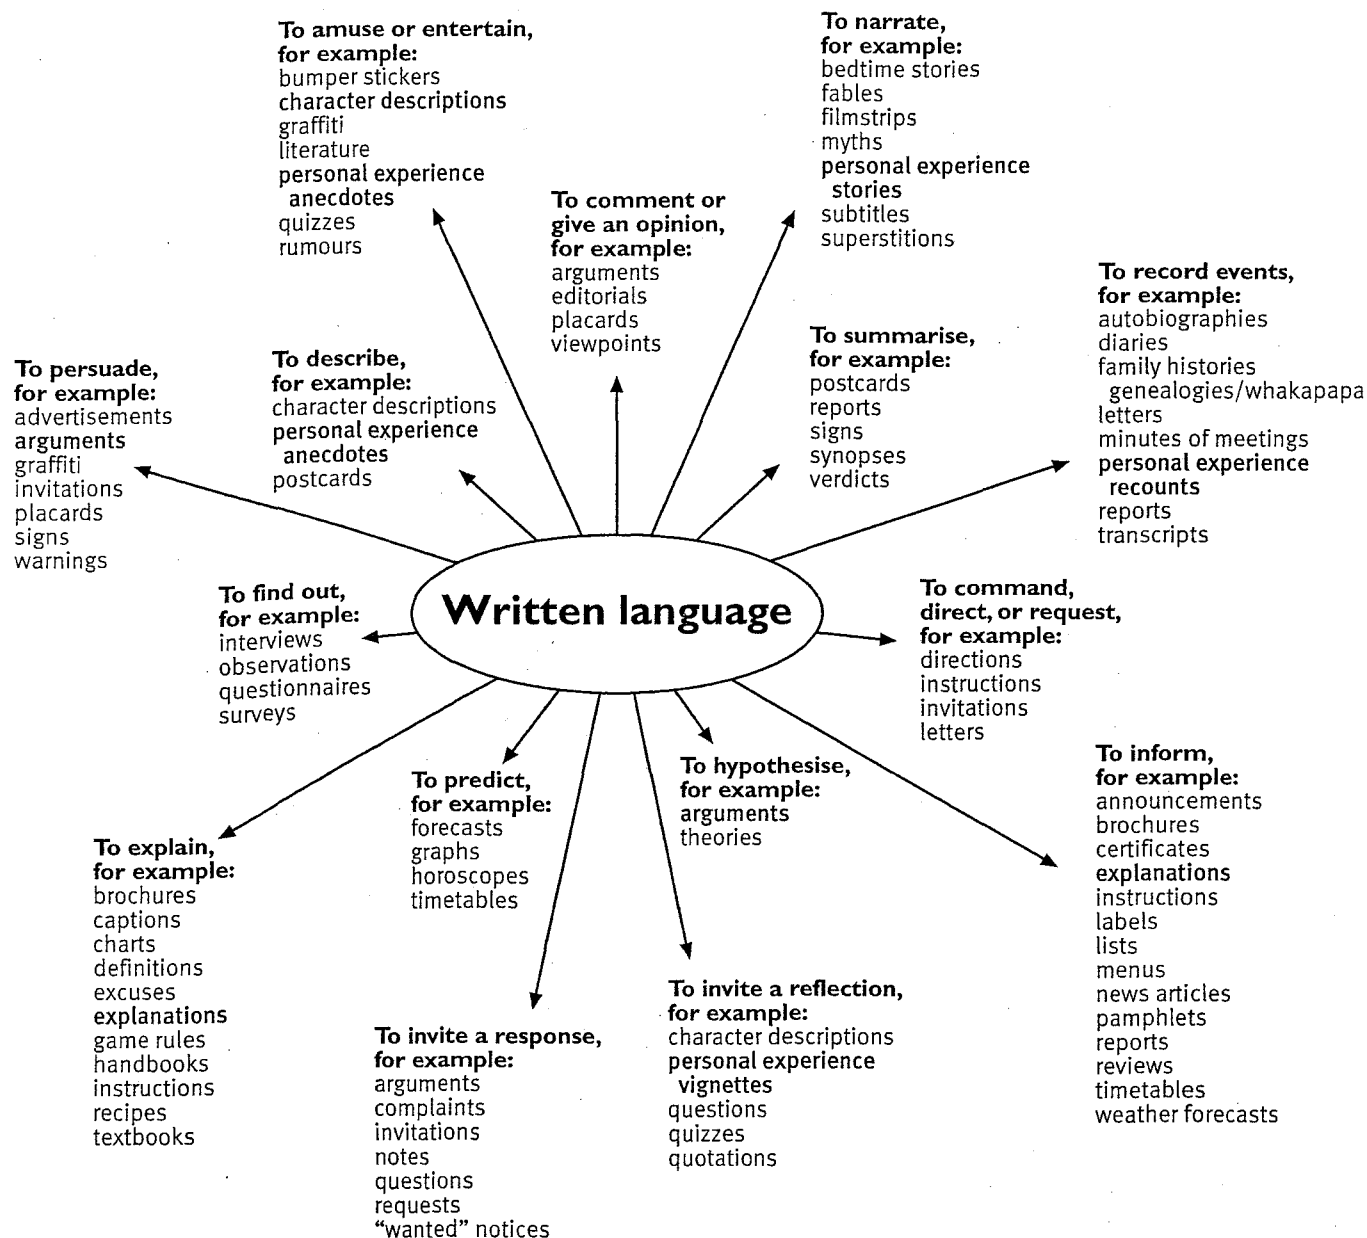 To amuse or entertain,
for example:
bumper stickers
character descriptions
graffiti
literature
personal experience
anecdotes
quizzes
rumours
To comment or
give an opinion,
for example:
arguments
editorials
placards
viewpoints
To narrate,
for example:
bedtime stories
fables
filmstrips
myths
personal experience
stories
subtitles
superstitions
To persuade,
for example:
advertisements
arguments
graffiti
invitations
placards
signs
warnings
To describe,
for example:
character descriptions
personal experience
anecdotes
postcards
To summarise,
for example:
postcards
reports
signs
synopses
verdicts
To record events,
for example:
autobiographies
diaries
family histories
genealogies/whakapapa
letters
minutes of meetings
personal experience
recounts
reports
transcripts
To find out,
for example:
interviews
observations
questionnaires
surveys
Written language
To command,
direct, or request,
for example:
directions
instructions
invitations
letters
To explain,
for example:
brochures
captions
charts
definitions
excuses
explanations
game rules
handbooks
instructions
recipes
textbooks
To predict,
for example:
forecasts
graphs
horoscopes
timetables
To hypothesise,
for example:
arguments
theories
To inform,
for example:
announcements
brochures
certificates
explanations
instructions
labels
lists
menus
news articles
pamphlets
reports
reviews
timetables
weather forecasts
To invite a response,
for example:
arguments
complaints
invitations
notes
questions
requests
“wanted” notices
To invite a reflection,
for example:
character descriptions
personal experience
vignettes
questions
quizzes
quotations